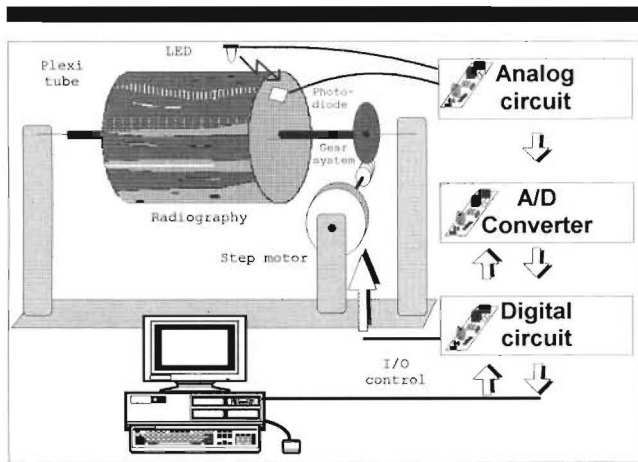 LED
Plexi
tube
Photo-
diode
Gear
system
Radiography
Step motor
I/O
control
Analog
circuit
A/D
Converter
Digital
circuit